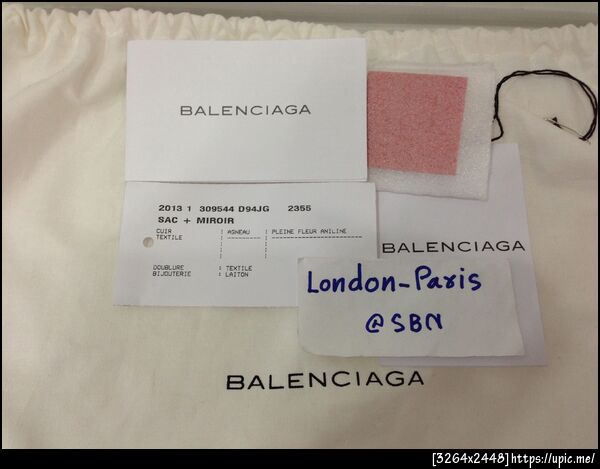 BALENCIAGA
2013 1 309544 D94JG 2355
SAC + MIROIR
CUIR : AGNEAU : PLEINE FLEUR ANILINE
TEXTILE
DOUBLURE : TEXTILE
BIJOUTERIE : LAITON
BALENCIAGA
London-Paris
@SBN
BALENCIAGA
[3264x2448]https://upic.me/